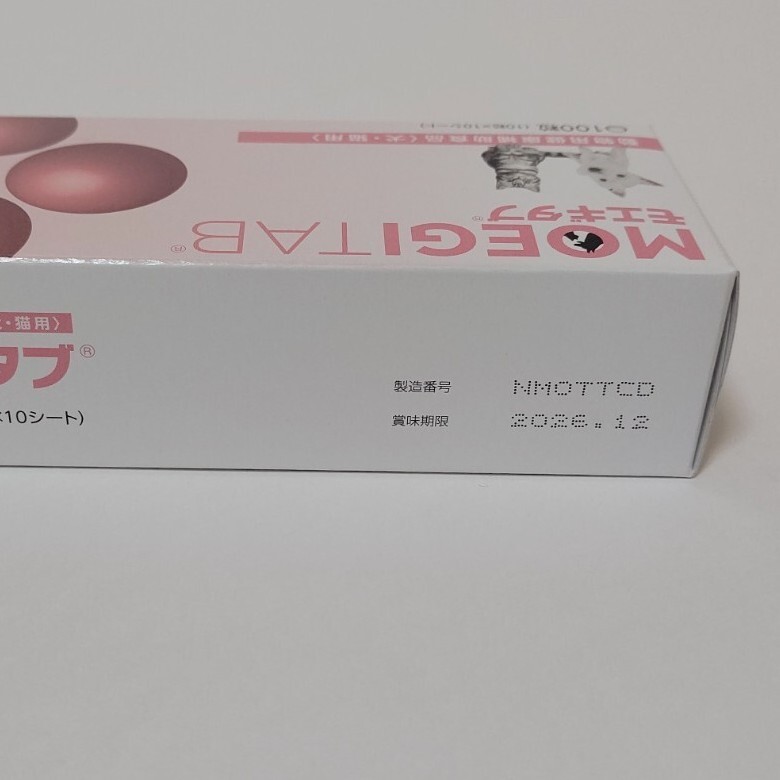 100粒 (10粒×10シート)
動物用健康補助食品〈犬・猫用〉
モエギタブ®
MOEGITAB®
・猫用〉
タブ®
×10シート)
製造番号 NMOTTCD
賞味期限 2026.12